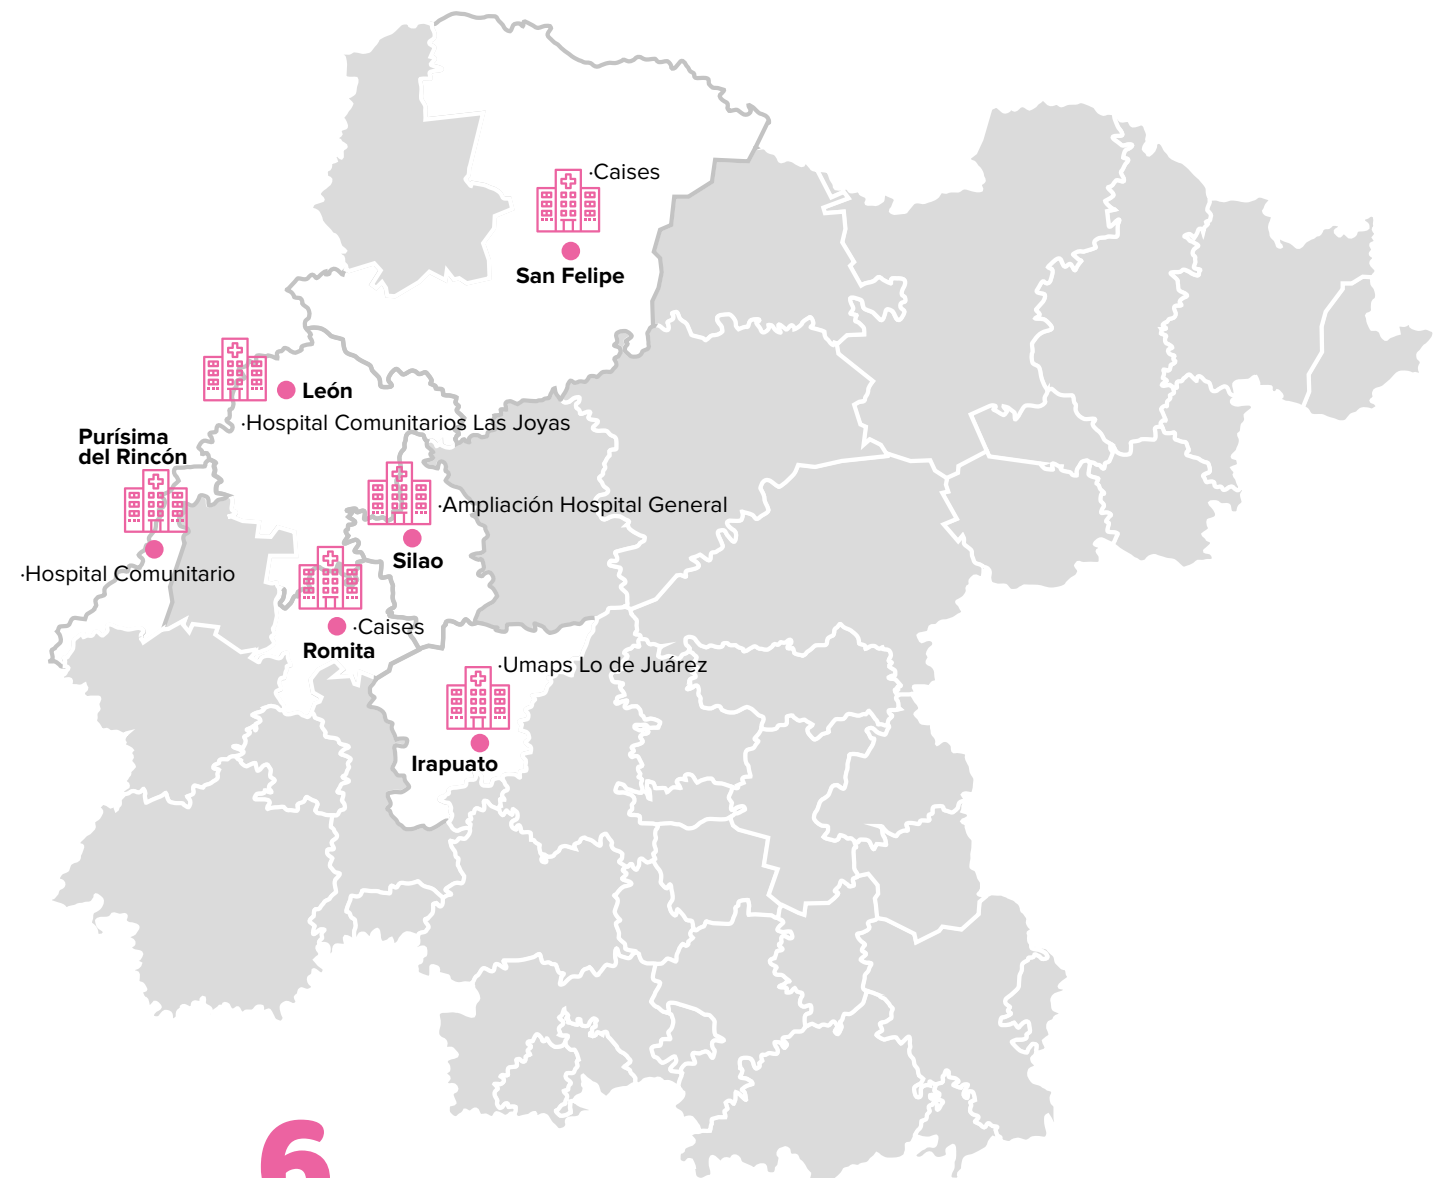 ·Caises
San Felipe
León
·Hospital Comunitarios Las Joyas
Purísima
del Rincón
·Hospital Comunitario
·Ampliación Hospital General
Silao
·Caises
Romita
·Umaps Lo de Juárez
Irapuato
6